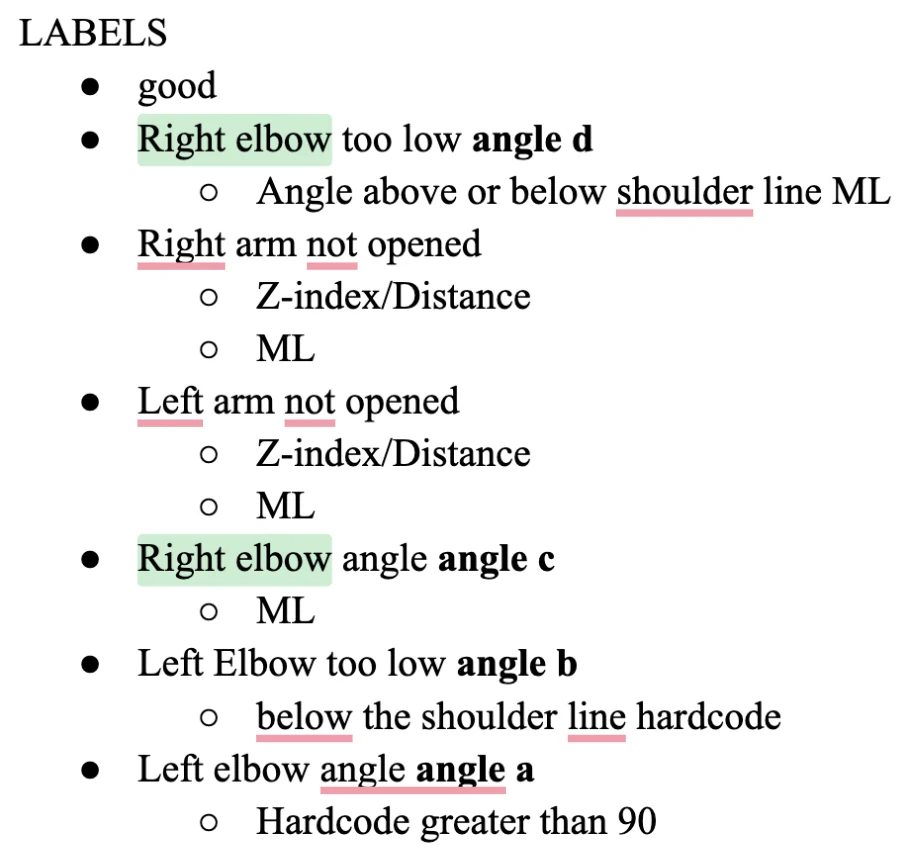 LABELS
● good
● Right elbow too low angle d
○ Angle above or below shoulder line ML
● Right arm not opened
○ Z-index/Distance
○ ML
● Left arm not opened
○ Z-index/Distance
○ ML
● Right elbow angle angle c
○ ML
● Left Elbow too low angle b
○ below the shoulder line hardcode
● Left elbow angle angle a
○ Hardcode greater than 90